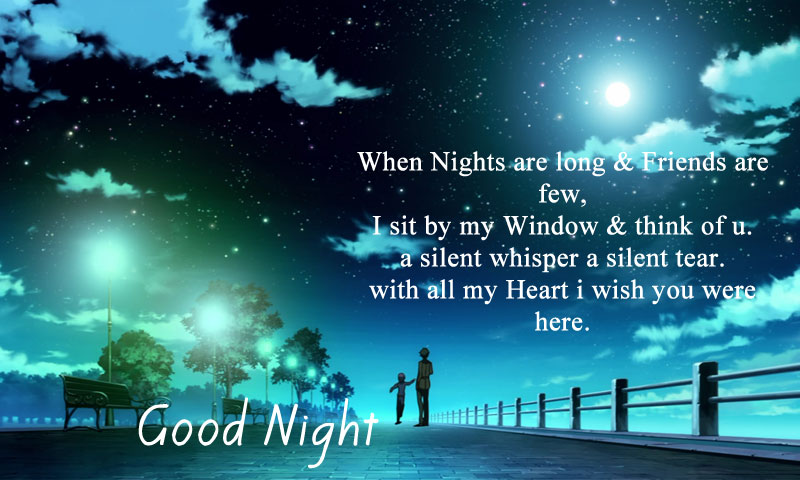 When Nights are long & Friends are
few,
I sit by my Window & think of u.
a silent whisper a silent tear.
with all my Heart i wish you were
here.
Good Night